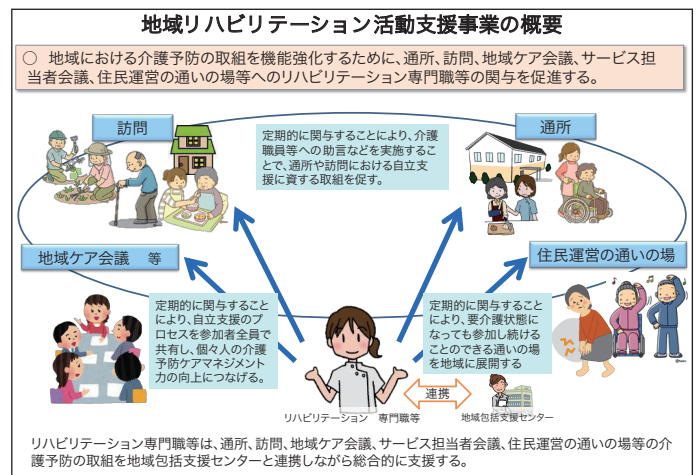 地域リハビリテーション活動支援事業の概要
○ 地域における介護予防の取組を機能強化するために、通所、訪問、地域ケア会議、サービス担
当者会議、住民運営の通いの場等へのリハビリテーション専門職等の関与を促進する。
訪問
定期的に関与することにより、介護
職員等への助言などを実施するこ
とで、通所や訪問における自立支
援に資する取組を促す。
通所
地域ケア会議 等
住民運営の通いの場
定期的に関与すること
により、自立支援のプ
ロセスを参加者全員で
共有し、個々人の介護
予防ケアマネジメント
力の向上につなげる。
定期的に関与すること
により、要介護状態に
なっても参加し続ける
ことのできる通いの場
を地域に展開する
連携
リハビリテーション 専門職等
地域包括支援センター
リハビリテーション専門職等は、通所、訪問、地域ケア会議、サービス担当者会議、住民運営の通いの場等の介
護予防の取組を地域包括支援センターと連携しながら総合的に支援する。